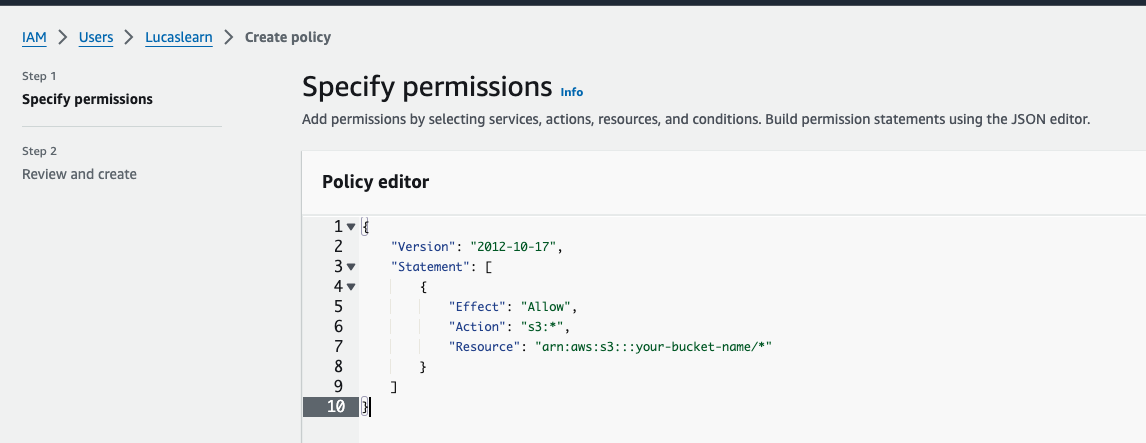 IAM > Users > Lucaslearn > Create policy
Step 1
Specify permissions
Step 2
Review and create
Specify permissions Info
Add permissions by selecting services, actions, resources, and conditions. Build permission statements using the JSON editor.
Policy editor
1 {
2 "Version": "2012-10-17",
3 "Statement": [
4 {
5 "Effect": "Allow",
6 "Action": "s3:*",
7 "Resource": "arn:aws:s3:::your-bucket-name/*"
8 }
9 ]
10 }